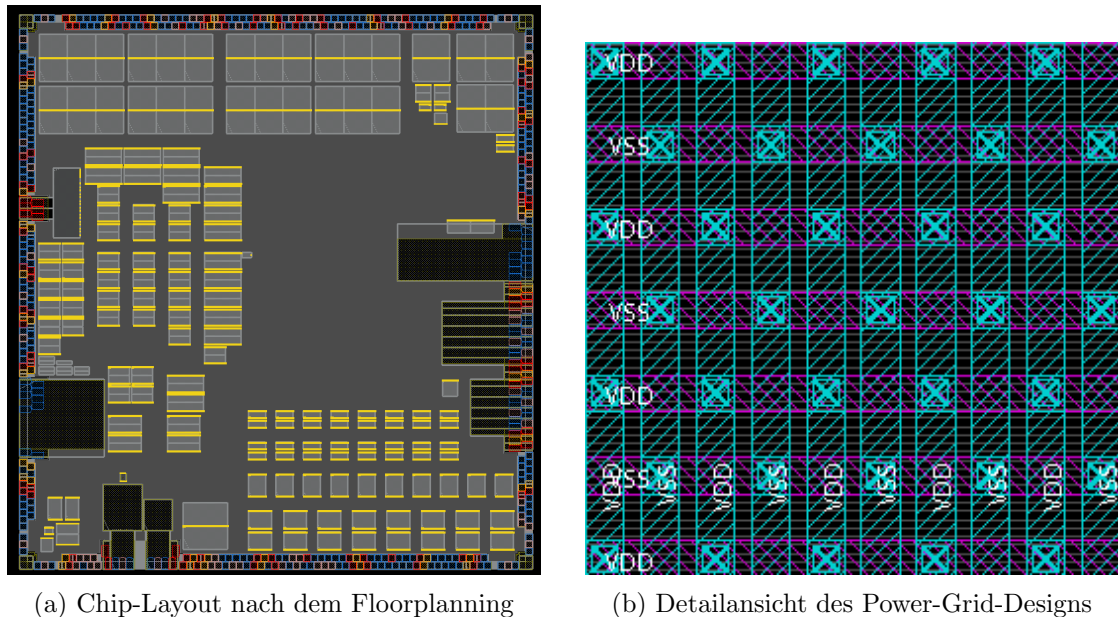 VDD
VSS
VDD
VSS
VDD
VSS
VDD VSS VDD VSS VDD VSS VDD VSS VDD
VDD
(a) Chip-Layout nach dem Floorplanning
(b) Detailansicht des Power-Grid-Designs